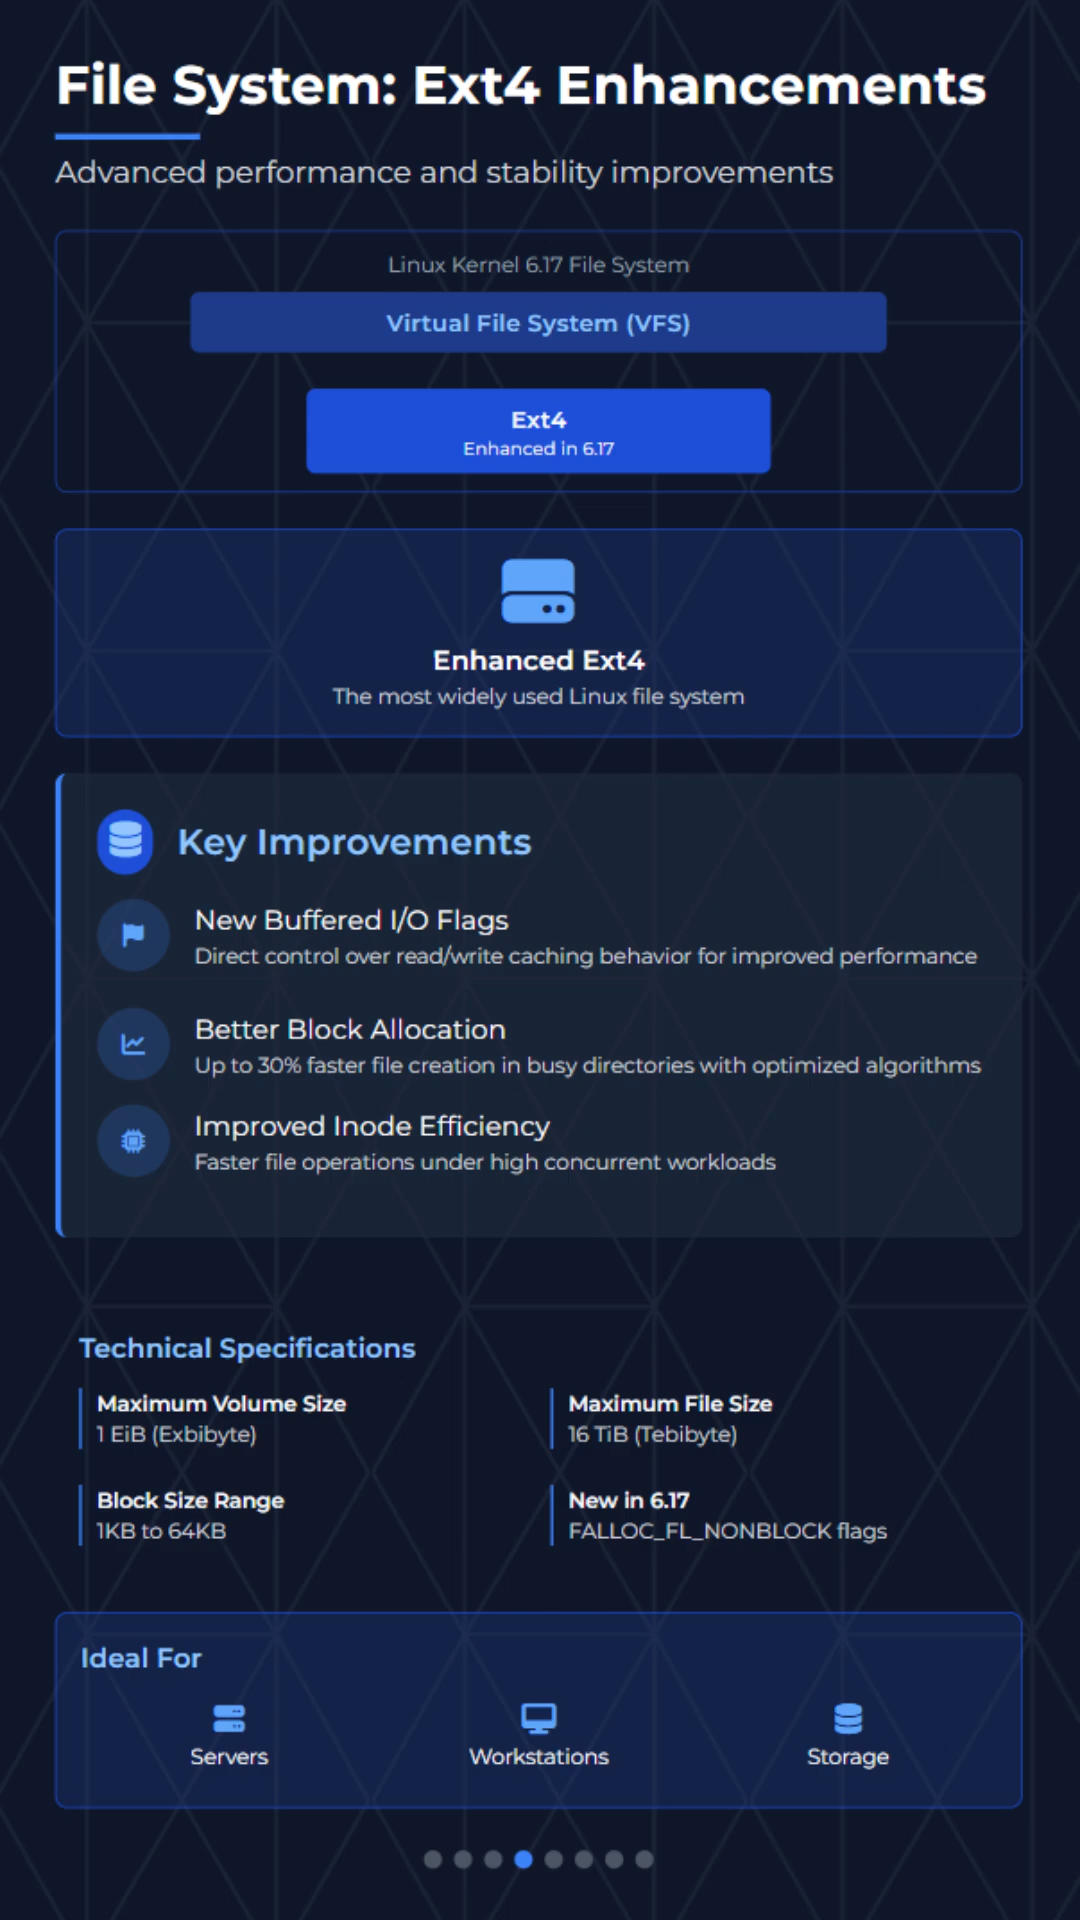 File System: Ext4 Enhancements
Advanced performance and stability improvements
Linux Kernel 6.17 File System
Virtual File System (VFS)
Ext4
Enhanced in 6.17
Enhanced Ext4
The most widely used Linux file system
Key Improvements
New Buffered I/O Flags
Direct control over read/write caching behavior for improved performance
Better Block Allocation
Up to 30% faster file creation in busy directories with optimized algorithms
Improved Inode Efficiency
Faster file operations under high concurrent workloads
Technical Specifications
Maximum Volume Size
1 EiB (Exbibyte)
Maximum File Size
16 TiB (Tebibyte)
Block Size Range
1KB to 64KB
New in 6.17
FALLOC_FL_NONBLOCK flags
Ideal For
Servers
Workstations
Storage